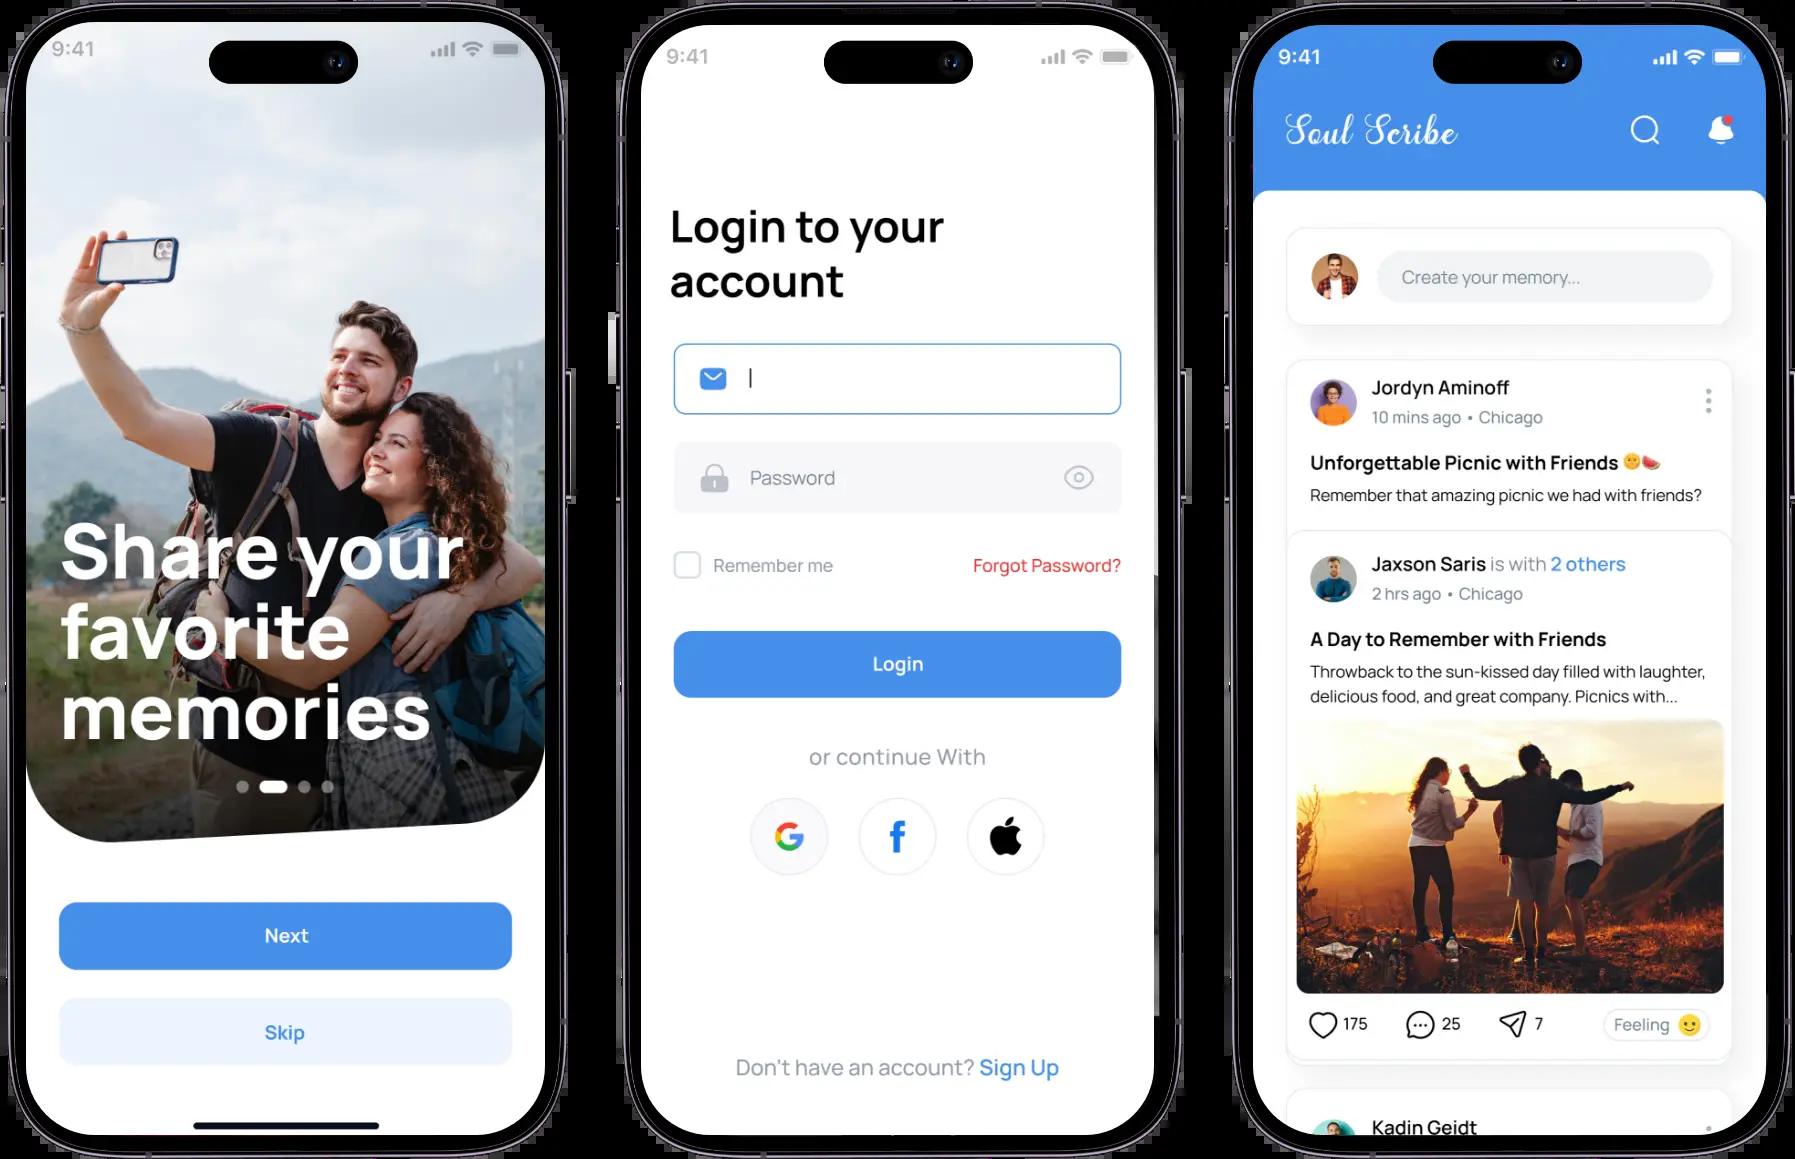 9:41
Share your
favorite
memories
Next
Skip
9:41
Login to your
account
Password
Remember me
Forgot Password?
Login
or continue With
Don't have an account? Sign Up
9:41
Soul Scribe
Create your memory...
Jordyn Aminoff
10 mins ago • Chicago
Unforgettable Picnic with Friends 🌞🍉
Remember that amazing picnic we had with friends?
Jaxson Saris is with 2 others
2 hrs ago • Chicago
A Day to Remember with Friends
Throwback to the sun-kissed day filled with laughter,
delicious food, and great company. Picnics with...
175 25 7 Feeling 🙂
Kadin Geidt